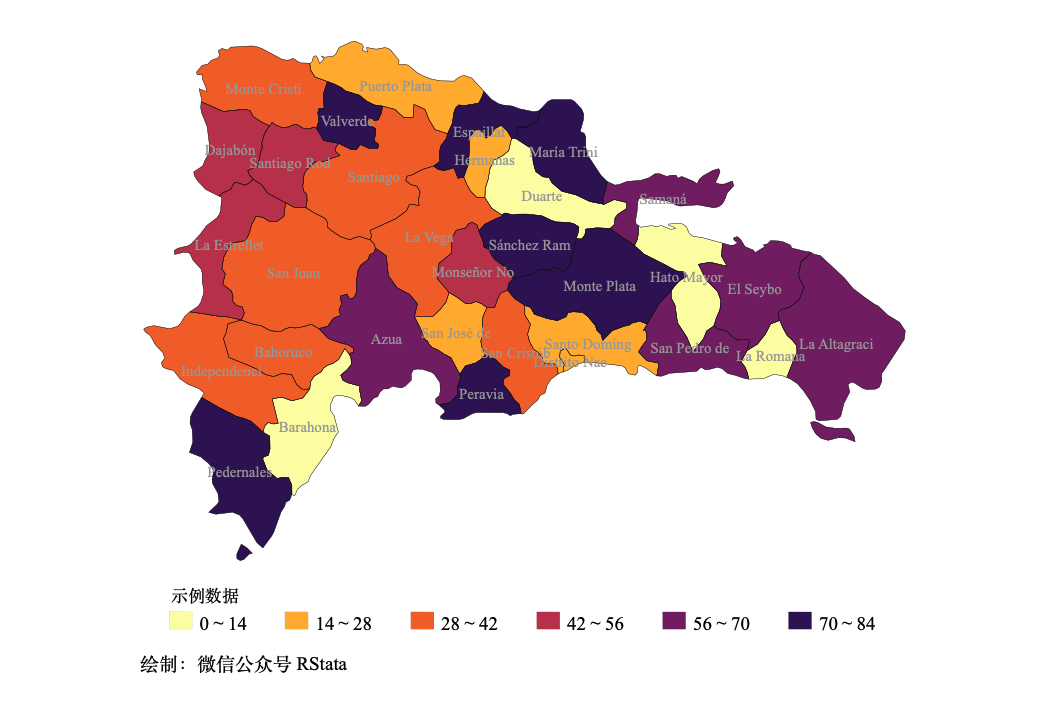 Monte Cristi
Puerto Plata
Valverde
Espaillat
Dajabón
Santiago Rod
Hermanas
María Trini
Santiago
Duarte
Samaná
La Estrellet
La Vega
Sánchez Ram
San Juan
Monseñor No
Hato Mayor
Monte Plata
El Seybo
San José de
Azua
Santo Doming
La Altagraci
San Pedro de
Bahoruco
San Cristób
La Romana
Distrito Nac
Independenci
Peravia
Barahona
Pedernales
示例数据
0 ~ 14 14 ~ 28 28 ~ 42 42 ~ 56 56 ~ 70 70 ~ 84
绘制：微信公众号 RStata